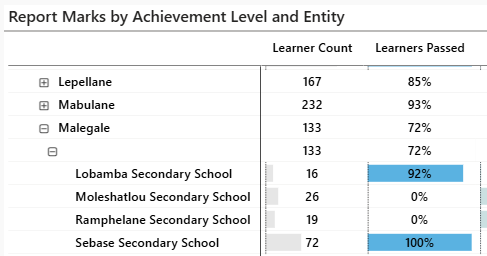 Report Marks by Achievement Level and Entity
Learner Count Learners Passed
Lepellane 167 85%
Mabulane 232 93%
Malegale 133 72%
133 72%
Lobamba Secondary School 16 92%
Moleshatlou Secondary School 26 0%
Ramphelane Secondary School 19 0%
Sebase Secondary School 72 100%